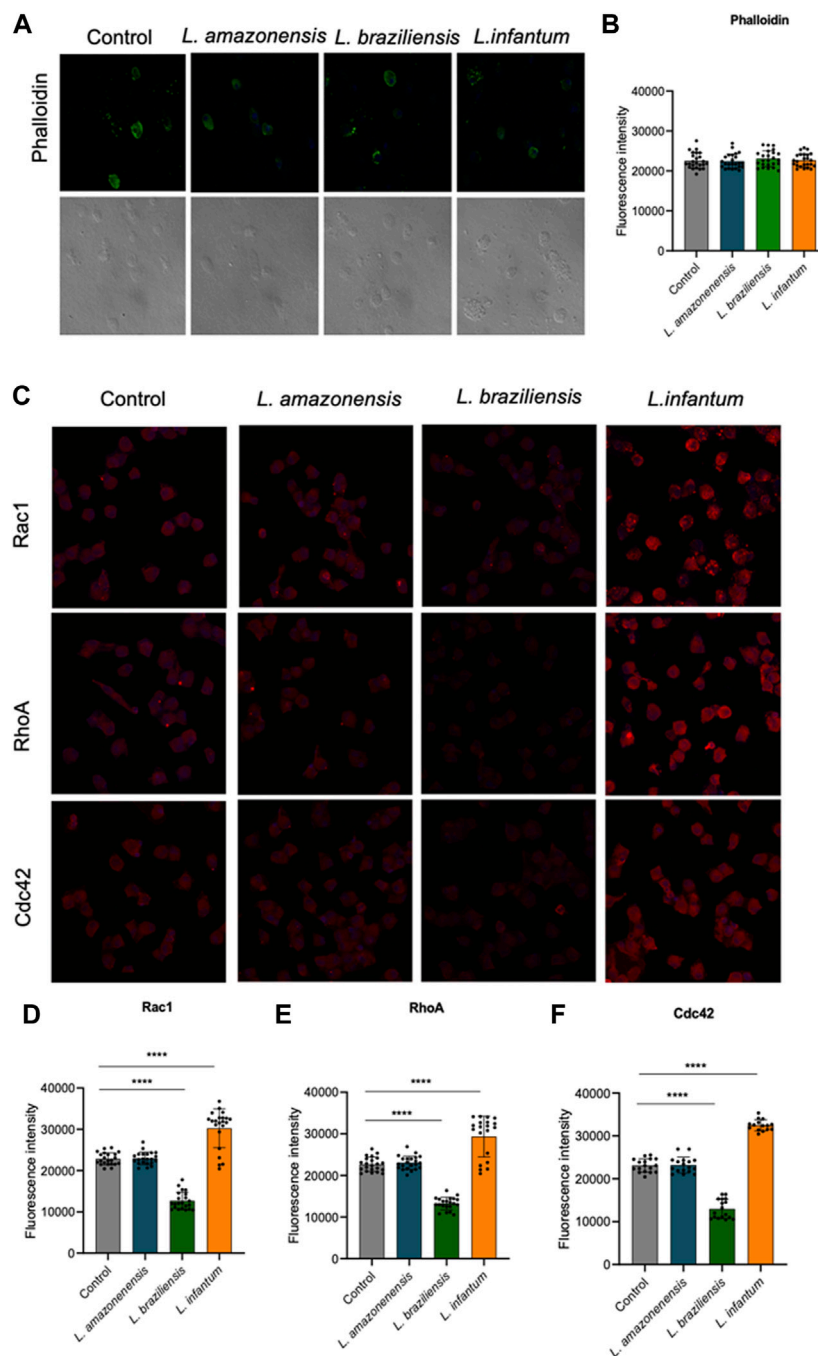 A
Control
L. amazonensis
L. braziliensis
L.infantum
Phalloidin
B
Phalloidin
40000
30000
20000
10000
0
Fluorescence intensity
Control
L. amazonenensis
L. braziliensis
L. infantum
C
Control
L. amazonensis
L. braziliensis
L.infantum
Rac1
RhoA
Cdc42
D
Rac1
****
****
40000
30000
20000
10000
0
Fluorescence intensity
Control
L. amazonenensis
L. braziliensis
L. infantum
E
RhoA
****
****
40000
30000
20000
10000
0
Fluorescence intensity
Control
L. amazonenensis
L. braziliensis
L. infantum
F
Cdc42
****
****
40000
30000
20000
10000
0
Fluorescence intensity
Control
L. amazonenensis
L. braziliensis
L. infantum